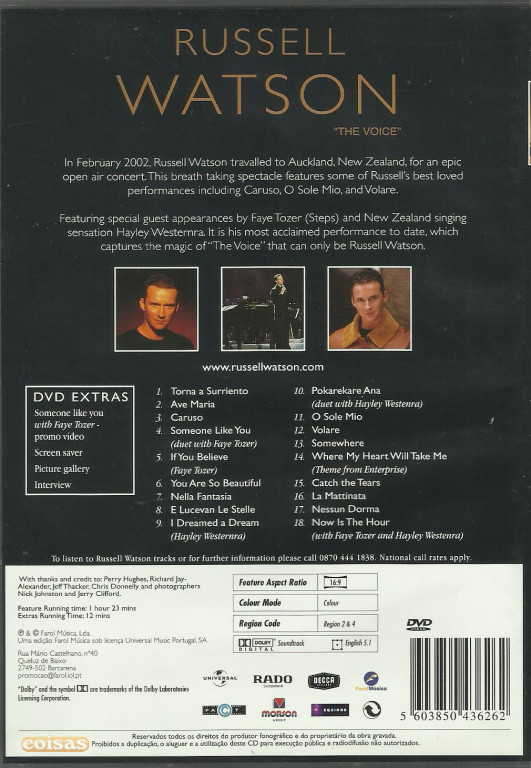 RUSSELL
WATSON
"THE VOICE"
In February 2002, Russell Watson travalled to Auckland, New Zealand, for an epic
open air concert. This breath taking spectacle features some of Russell's best loved
performances including Caruso, O Sole Mio, and Volare.
Featuring special guest appearances by Faye Tozer (Steps) and New Zealand singing
sensation Hayley Westernra. It is his most acclaimed performance to date, which
captures the magic of "The Voice" that can only be Russell Watson.
www.russellwatson.com
DVD EXTRAS
Someone like you
with Faye Tozer -
promo video
Screen saver
Picture gallery
Interview
1. Torna a Surriento
2. Ave Maria
3. Caruso
4. Someone Like You
(duet with Faye Tozer)
5. If You Believe
(Faye Tozer)
6. You Are So Beautiful
7. Nella Fantasia
8. E Lucevan Le Stelle
9. I Dreamed a Dream
(Hayley Westernra)
10. Pokarekare Ana
(duet with Hayley Westenra)
11. O Sole Mio
12. Volare
13. Somewhere
14. Where My Heart Will Take Me
(Theme from Enterprise)
15. Catch the Tears
16. La Mattinata
17. Nessun Dorma
18. Now Is The Hour
(with Faye Tozer and Hayley Westenra)
To listen to Russell Watson tracks or for further information please call 0870 444 1838. National call rates apply.
With thanks and credit to: Perry Hughes, Richard Jay-
Alexander, Jeff Thacker, Chris Donnelly and photographers
Nick Johnston and Jerry Clifford.
Feature Running time: 1 hour 23 mins
Extras Running Time: 12 mins
℗ & © Farol Música, Lda.
Uma edição Farol Música sob licença Universal Music Portugal, SA
Rua Mário Castelhano, nº40
Queluz de Baixo
2749-502 Barcarena
promocao@farol.iol.pt
"Dolby" and the symbol DD are trademarks of the Dolby Laboratories
Licensing Corporation.
Feature Aspect Ratio 16:9
Colour Mode Colour
Region Code Region 2 & 4
DOLBY DIGITAL Soundtrack English 5.1
DVD
VIDEO
UNIVERSAL
RADO
Switzerland
DECCA
FarolMúsica
FACT
MORSON
GROUP
equinoxe
5 603850 436262
Reservados todos os direitos do produtor fonográfico e do proprietário da obra gravada.
Proibidos a duplicação, o aluguer e a utilização deste CD para execução pública e radiodifusão não autorizados.
coisas